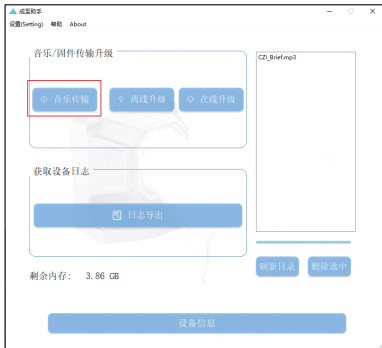 成至助手
设置(Setting) 帮助 About
音乐/固件传输升级
音乐传输 离线升级 在线升级
CZI_Brief.mp3
获取设备日志
日志导出
剩余内存: 3.86 GB
刷新目录 删除选中
设备信息